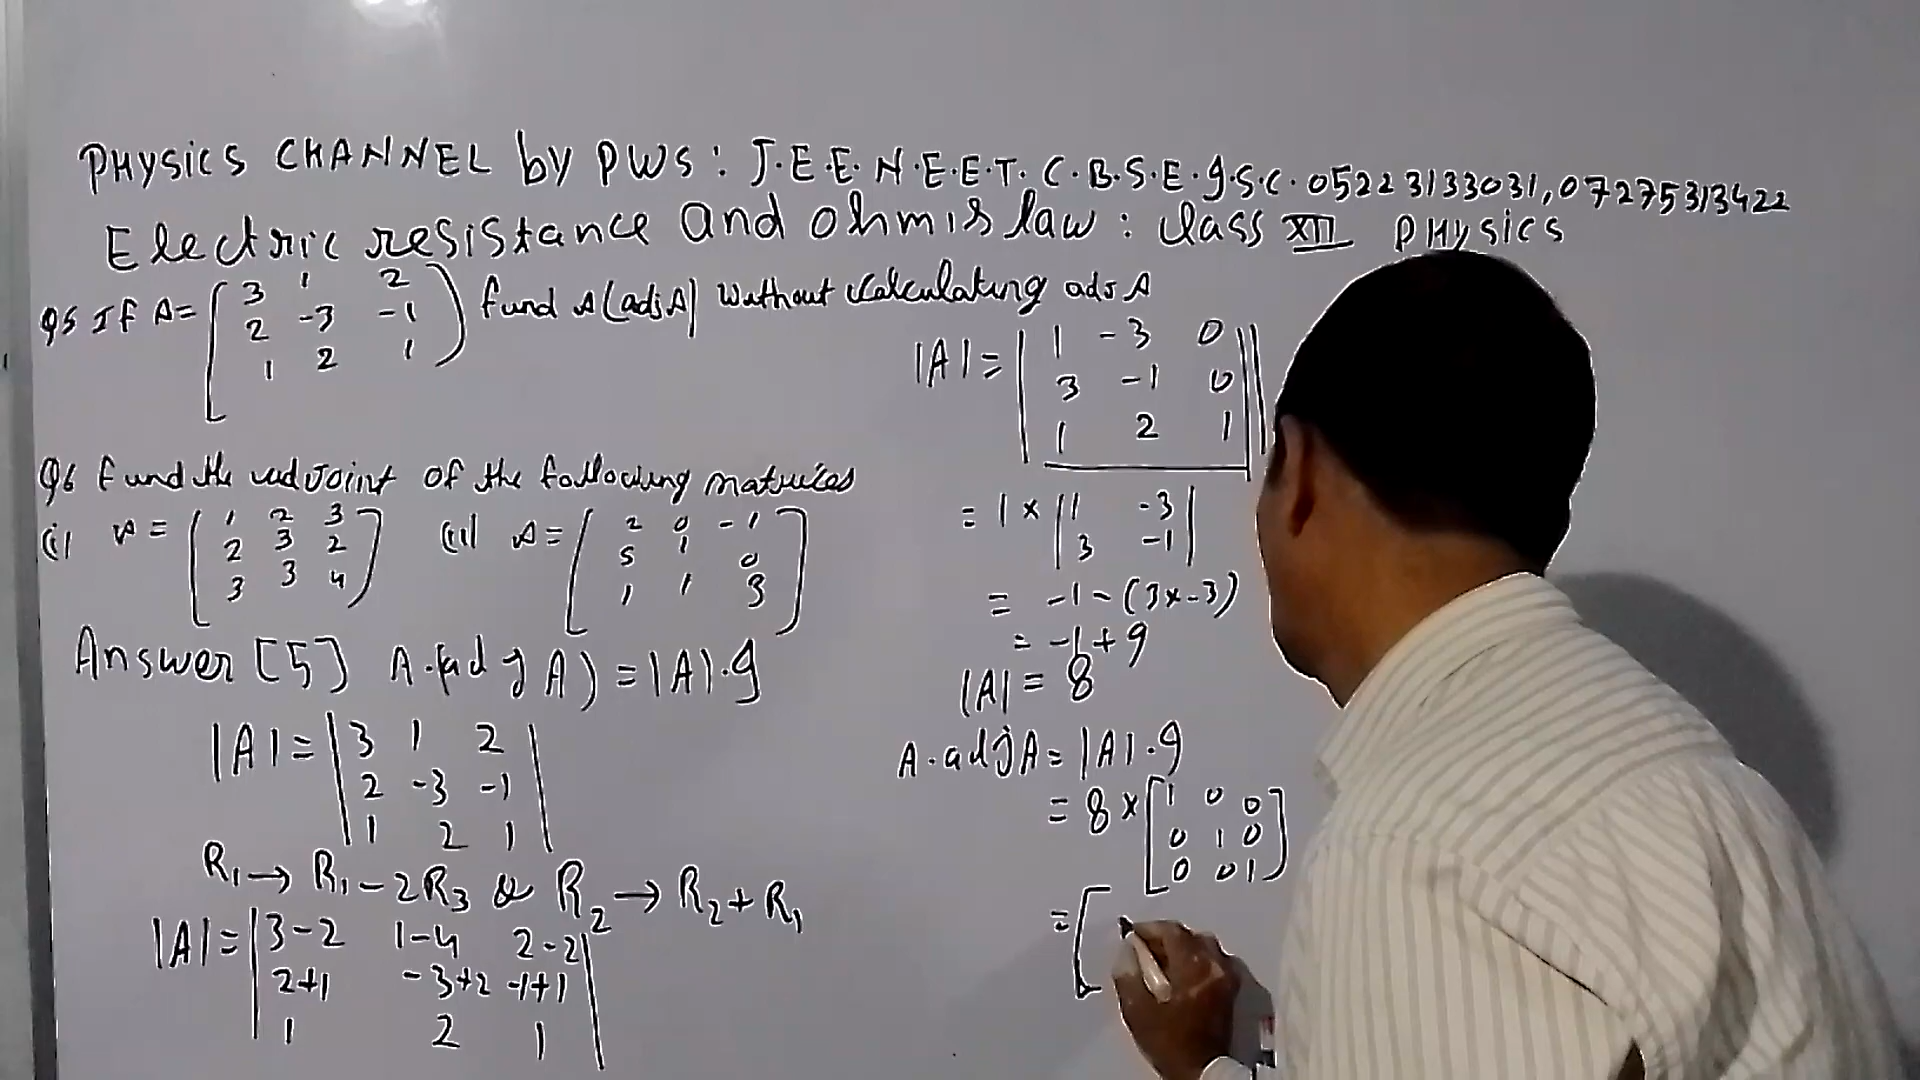 PHYSICS CHANNEL by PWS: J.E.E. N.E.E.T. C.B.S.E. g.S.C. 05223133031, 07275313422
Electric resistance And ohmis law: Class XII PHYSICS
Q5 If A= [ 3 1 2
2 -3 -1
1 2 1 ] fund A(adjA) without calculating adj A
Q6 fund the adjoint of the following matrices
(i) A = [ 1 2 3
2 3 2
3 3 4 ]
(ii) A = [ 2 0 -1
5 1 0
1 1 3 ]
Answer [5] A.(adjA) = |A|.g
|A| = | 3 1 2
2 -3 -1
1 2 1 |
R₁ → R₁ - 2R₃ & R₂ → R₂ + R₁
|A| = | 3-2 1-4 2-2
2+1 -3+2 -1+1
1 2 1 |
|A| = | 1 -3 0
3 -1 0
1 2 1 |
= 1 × | 1 -3
3 -1 |
= -1 - (3×-3)
= -1+9
|A| = 8
A.adjA = |A|.g
= 8 × [ 1 0 0
0 1 0
0 0 1 ]
= [